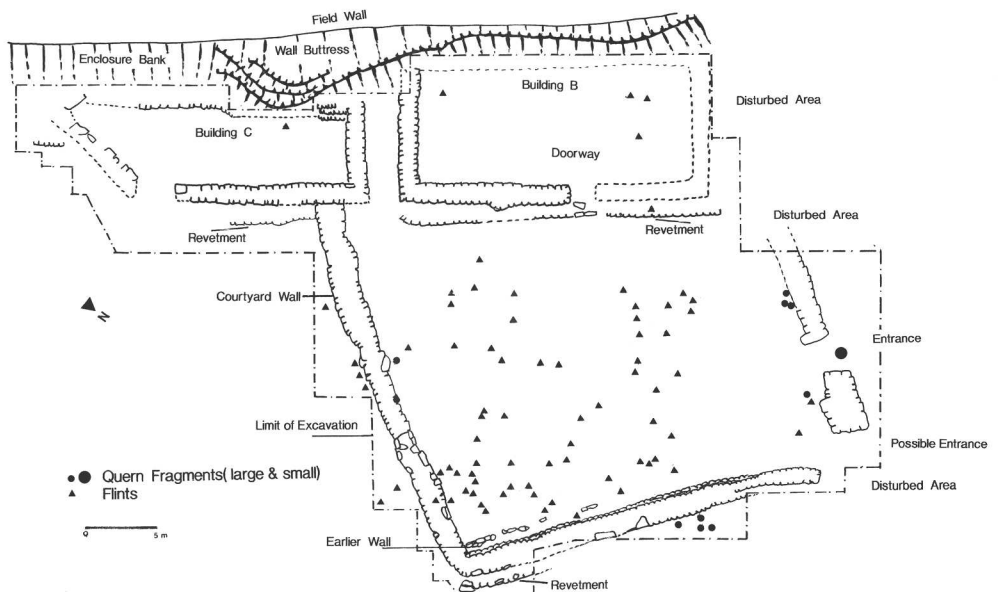 Field Wall
Enclosure Bank
Wall Buttress
Building B
Disturbed Area
Building C
Doorway
Revetment
Revetment
Disturbed Area
Courtyard Wall
N
Entrance
Limit of Excavation
Possible Entrance
Quern Fragments( large & small)
Flints
Disturbed Area
0 5 m
Earlier Wall
Revetment